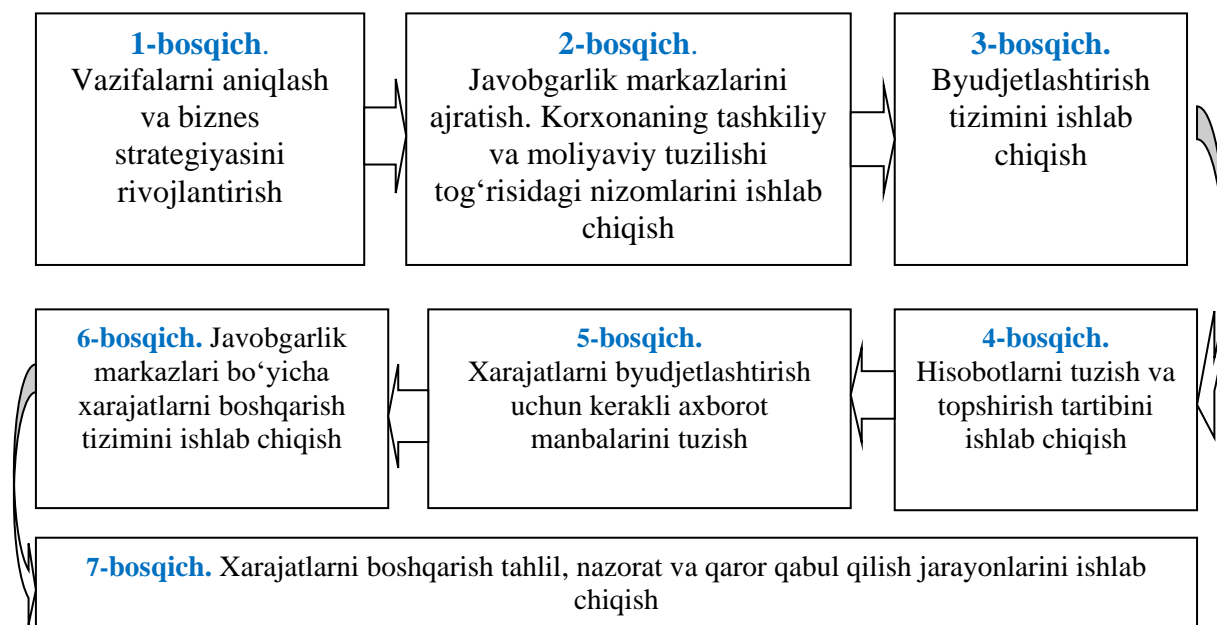 1-bosqich.
Vazifalarni aniqlash
va biznes
strategiyasini
rivojlantirish
2-bosqich.
Javobgarlik markazlarini
ajratish. Korxonaning tashkiliy
va moliyaviy tuzilishi
tog‘risidagi nizomlarini ishlab
chiqish
3-bosqich.
Byudjetlashtirish
tizimini ishlab
chiqish
4-bosqich.
Hisobotlarni tuzish va
topshirish tartibini
ishlab chiqish
5-bosqich.
Xarajatlarni byudjetlashtirish
uchun kerakli axborot
manbalarini tuzish
6-bosqich. Javobgarlik
markazlari bo‘yicha
xarajatlarni boshqarish
tizimini ishlab chiqish
7-bosqich. Xarajatlarni boshqarish tahlil, nazorat va qaror qabul qilish jarayonlarini ishlab
chiqish